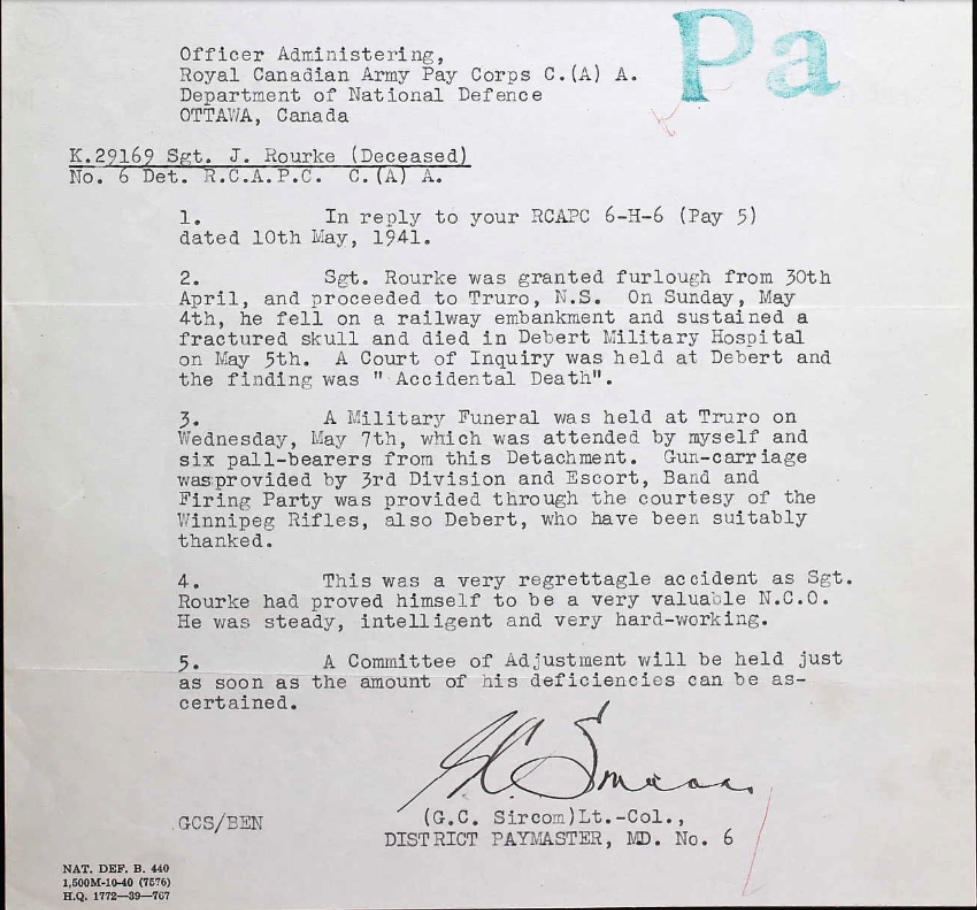 Pa
Officer Administering,
Royal Canadian Army Pay Corps C.(A) A.
Department of National Defence
OTTAWA, Canada
K.29169 Sgt. J. Rourke (Deceased)
No. 6 Det. R.C.A.P.C. C.(A) A.
1. In reply to your RCAPC 6-H-6 (Pay 5)
dated 10th May, 1941.
2. Sgt. Rourke was granted furlough from 30th
April, and proceeded to Truro, N.S. On Sunday, May
4th, he fell on a railway embankment and sustained a
fractured skull and died in Debert Military Hospital
on May 5th. A Court of Inquiry was held at Debert and
the finding was " Accidental Death".
3. A Military Funeral was held at Truro on
Wednesday, May 7th, which was attended by myself and
six pall-bearers from this Detachment. Gun-carriage
was provided by 3rd Division and Escort, Band and
Firing Party was provided through the courtesy of the
Winnipeg Rifles, also Debert, who have been suitably
thanked.
4. This was a very regrettagle accident as Sgt.
Rourke had proved himself to be a very valuable N.C.O.
He was steady, intelligent and very hard-working.
5. A Committee of Adjustment will be held just
as soon as the amount of his deficiencies can be as-
certained.
GC Sircom.
GCS/BEN
(G.C. Sircom)Lt.-Col.,
DISTRICT PAYMASTER, MD. No. 6
NAT. DEF. B. 440
1,500M-10-40 (7576)
H.Q. 1772—39—767